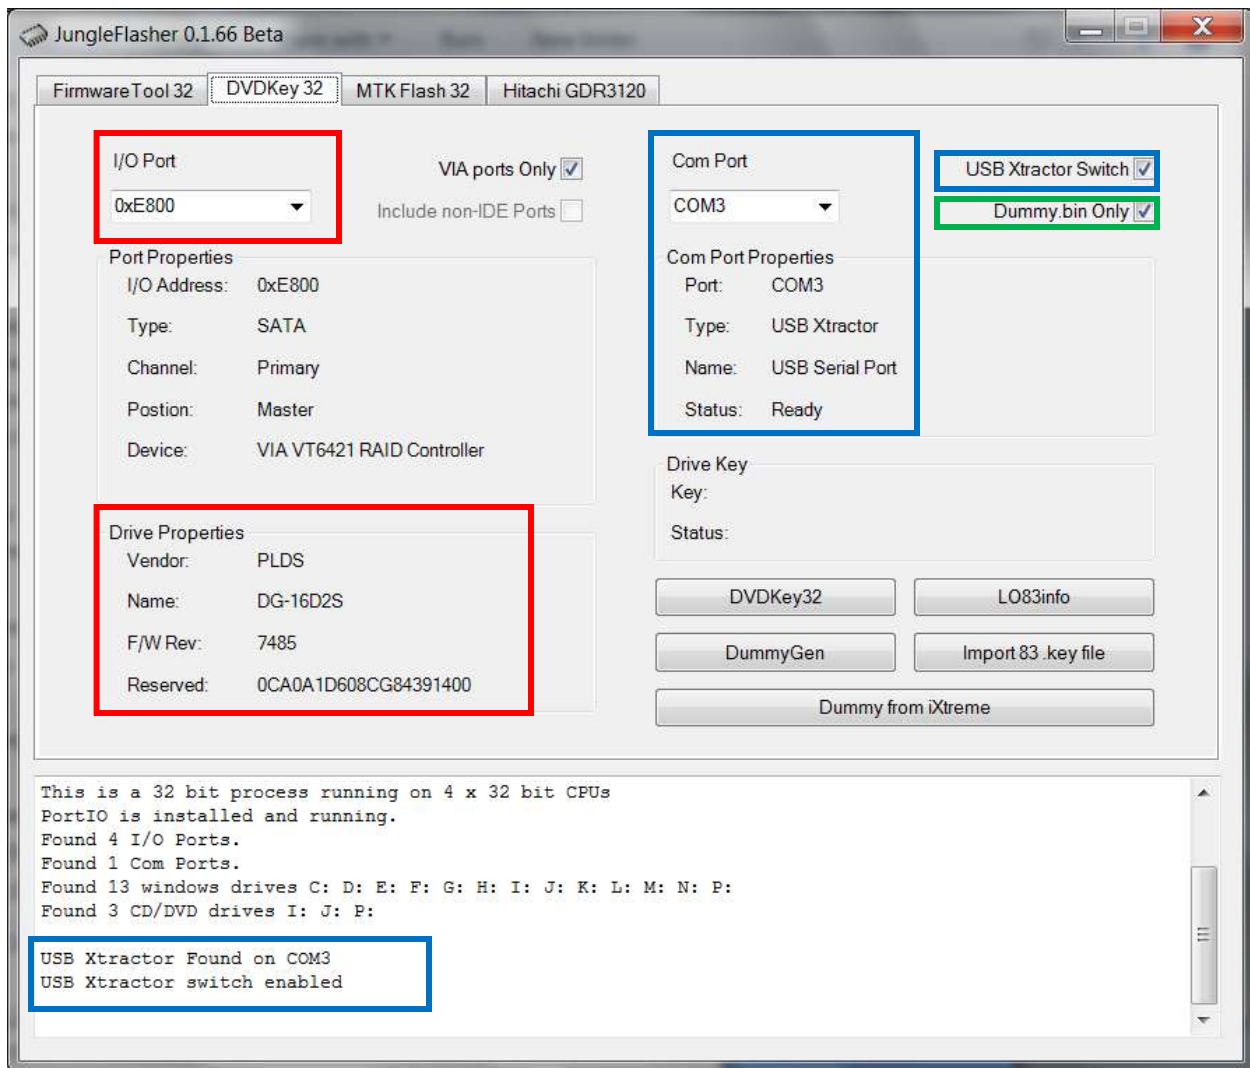 JungleFlasher 0.1.66 Beta
FirmwareTool 32
DVDKey 32
MTK Flash 32
Hitachi GDR3120
I/O Port
VIA ports Only
0xE800
Include non-IDE Ports
Com Port
USB Xtractor Switch
COM3
Dummy.bin Only
Port Properties
I/O Address: 0xE800
Type: SATA
Channel: Primary
Postion: Master
Device: VIA VT6421 RAID Controller
Com Port Properties
Port: COM3
Type: USB Xtractor
Name: USB Serial Port
Status: Ready
Drive Key
Key:
Status:
Drive Properties
Vendor: PLDS
Name: DG-16D2S
F/W Rev: 7485
Reserved: 0CA0A1D608CG84391400
DVDKey32
LO83info
DummyGen
Import 83 .key file
Dummy from iXtreme
This is a 32 bit process running on 4 x 32 bit CPUs
PortIO is installed and running.
Found 4 I/O Ports.
Found 1 Com Ports.
Found 13 windows drives C: D: E: F: G: H: I: J: K: L: M: N: P:
Found 3 CD/DVD drives I: J: P:
USB Xtractor Found on COM3
USB Xtractor switch enabled